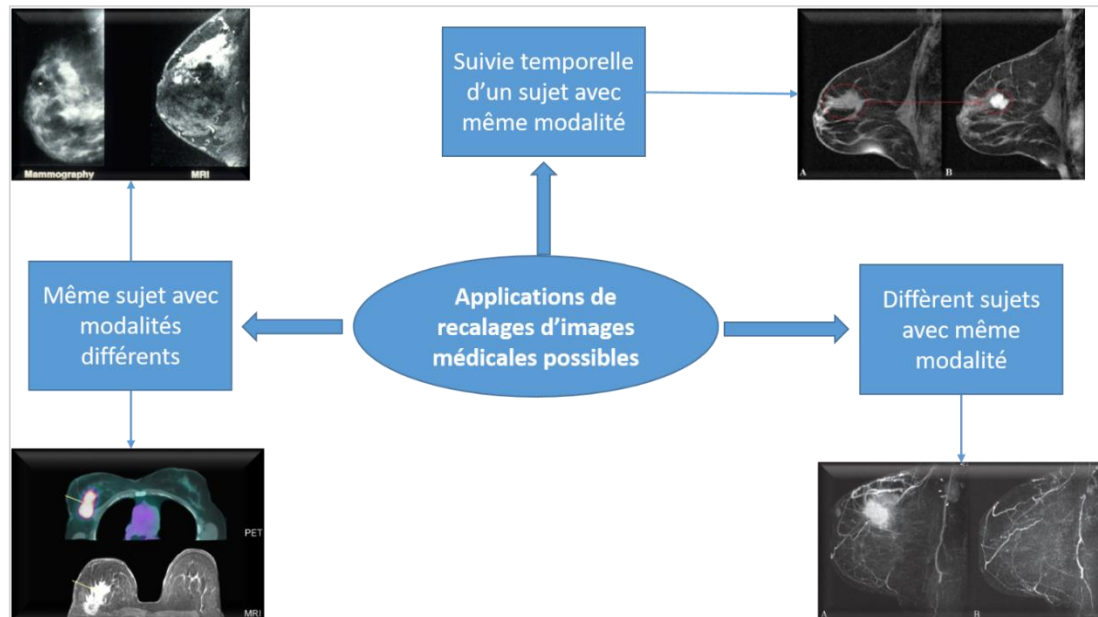 Mammography
MRI
Suivie temporelle
d'un sujet avec
même modalité
A
B
Même sujet avec
modalités
différents
Applications de
recalages d'images
médicales possibles
Diffèrent sujets
avec même
modalité
PET
MRI
A
B